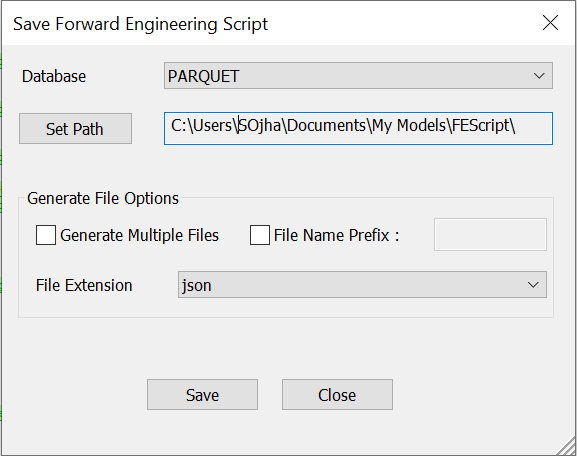 Save Forward Engineering Script
Database
PARQUET
Set Path
C:\Users\SOjha\Documents\My Models\FEScript\
Generate File Options
Generate Multiple Files
File Name Prefix :
File Extension
json
Save
Close